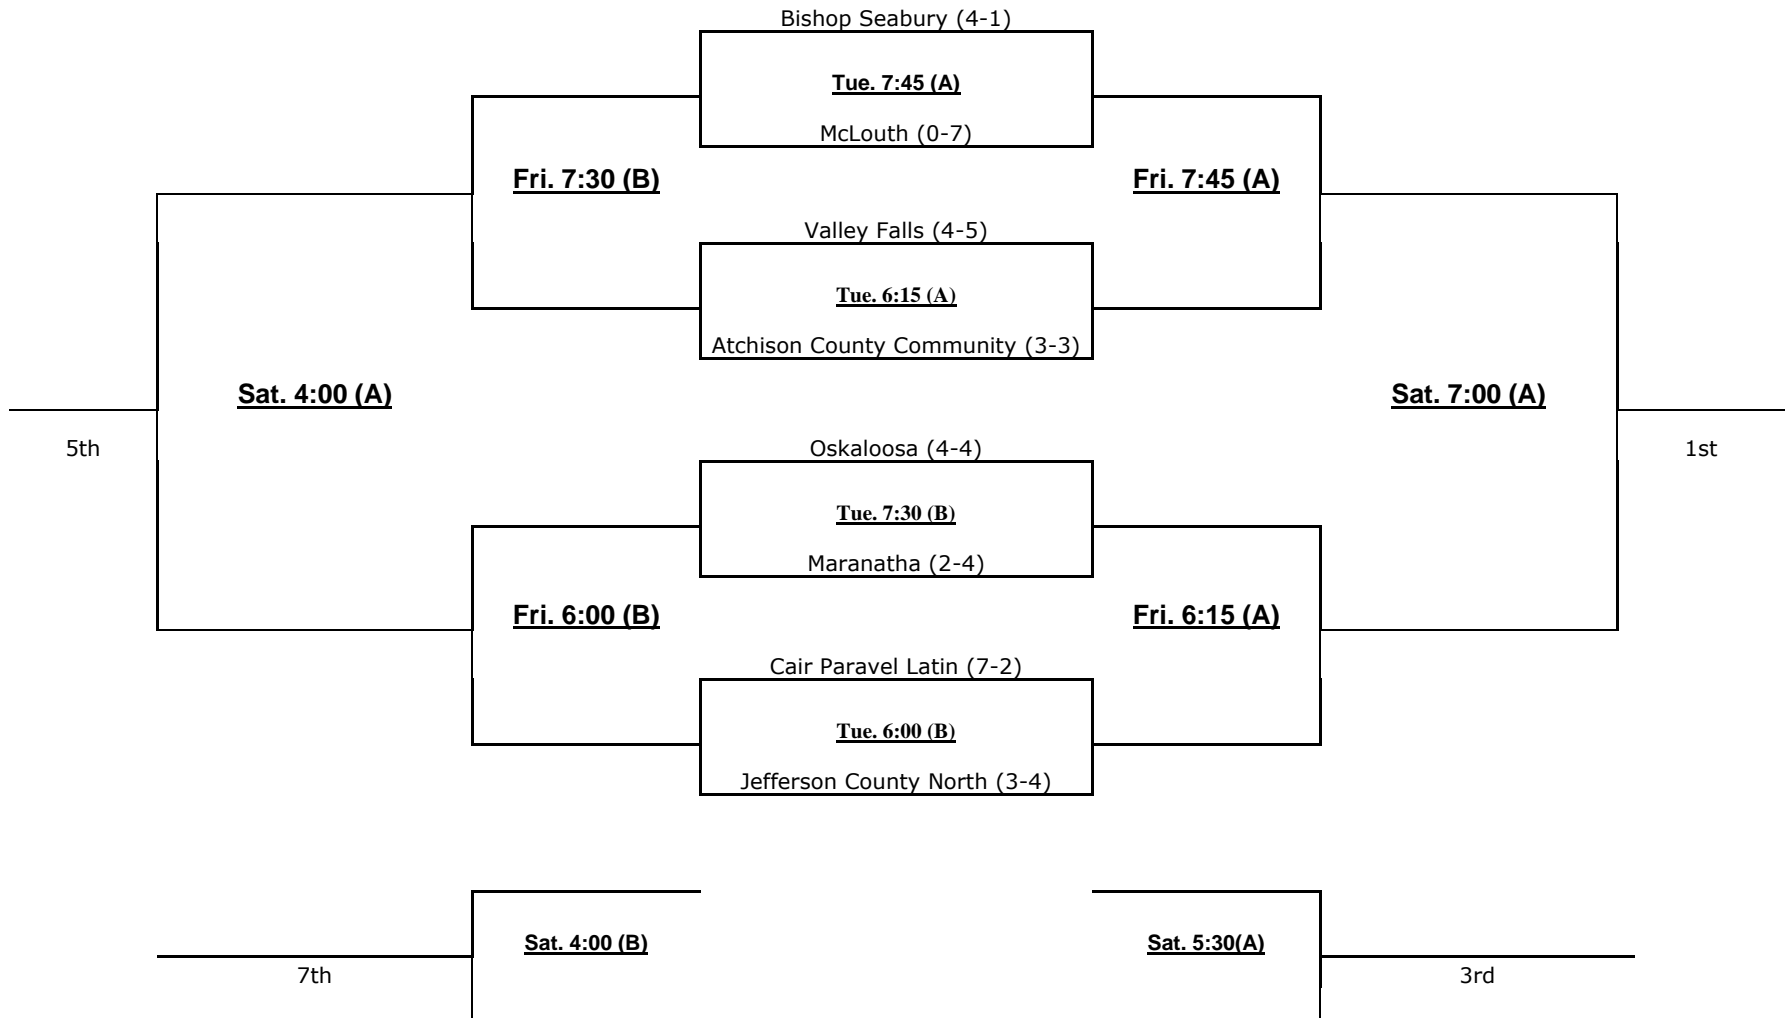 Bishop Seabury (4-1)
Tue. 7:45 (A)
McLouth (0-7)
Fri. 7:30 (B)
Fri. 7:45 (A)
Valley Falls (4-5)
Tue. 6:15 (A)
Atchison County Community (3-3)
Sat. 4:00 (A)
Sat. 7:00 (A)
5th
Oskaloosa (4-4)
1st
Tue. 7:30 (B)
Maranatha (2-4)
Fri. 6:00 (B)
Fri. 6:15 (A)
Cair Paravel Latin (7-2)
Tue. 6:00 (B)
Jefferson County North (3-4)
Sat. 4:00 (B)
Sat. 5:30(A)
7th
3rd